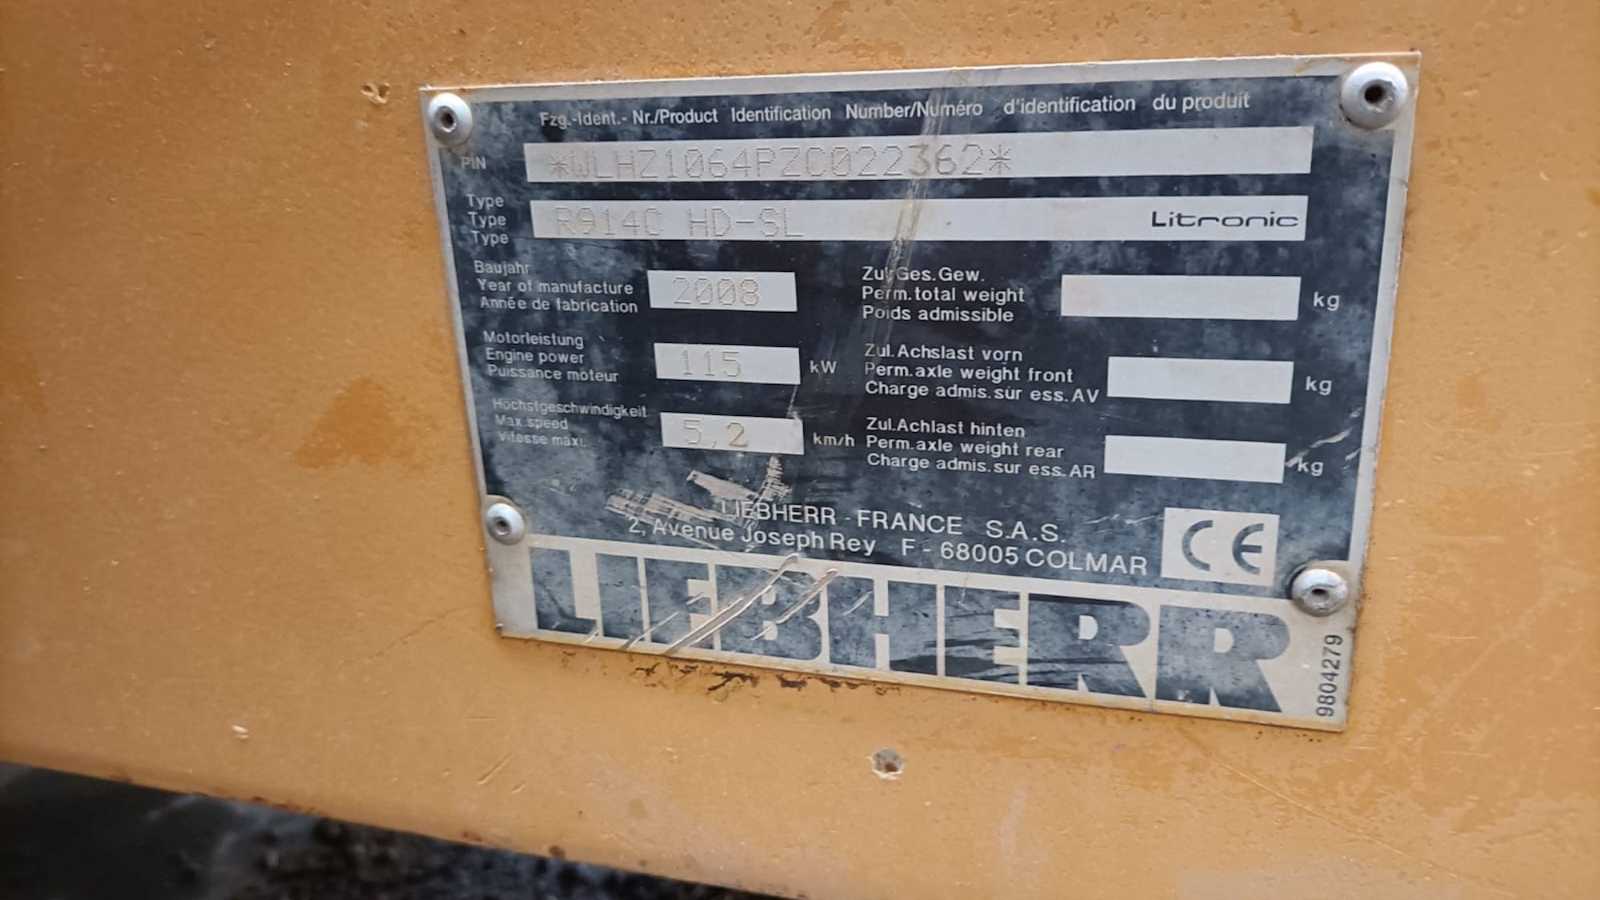 Fzg.-Ident.- Nr./Product Identification Number/Numéro d'identification du produit
PIN *WLHZ1064PZC022362*
Type
Type R914C HD-SL Litronic
Type
Baujahr
Year of manufacture 2008
Année de fabrication
Zul.Ges.Gew.
Perm.total weight kg
Poids admissible
Motorleistung
Engine power 115 kW
Puissance moteur
Zul.Achslast vorn
Perm.axle weight front kg
Charge admis.sur ess.AV
Höchstgeschwindigkeit
Max.speed 5,2 km/h
Vitesse maxi.
Zul.Achlast hinten
Perm.axle weight rear kg
Charge admis.sur ess.AR
LIEBHERR - FRANCE S.A.S.
2, Avenue Joseph Rey F - 68005 COLMAR
CE
LIEBHERR
9804279